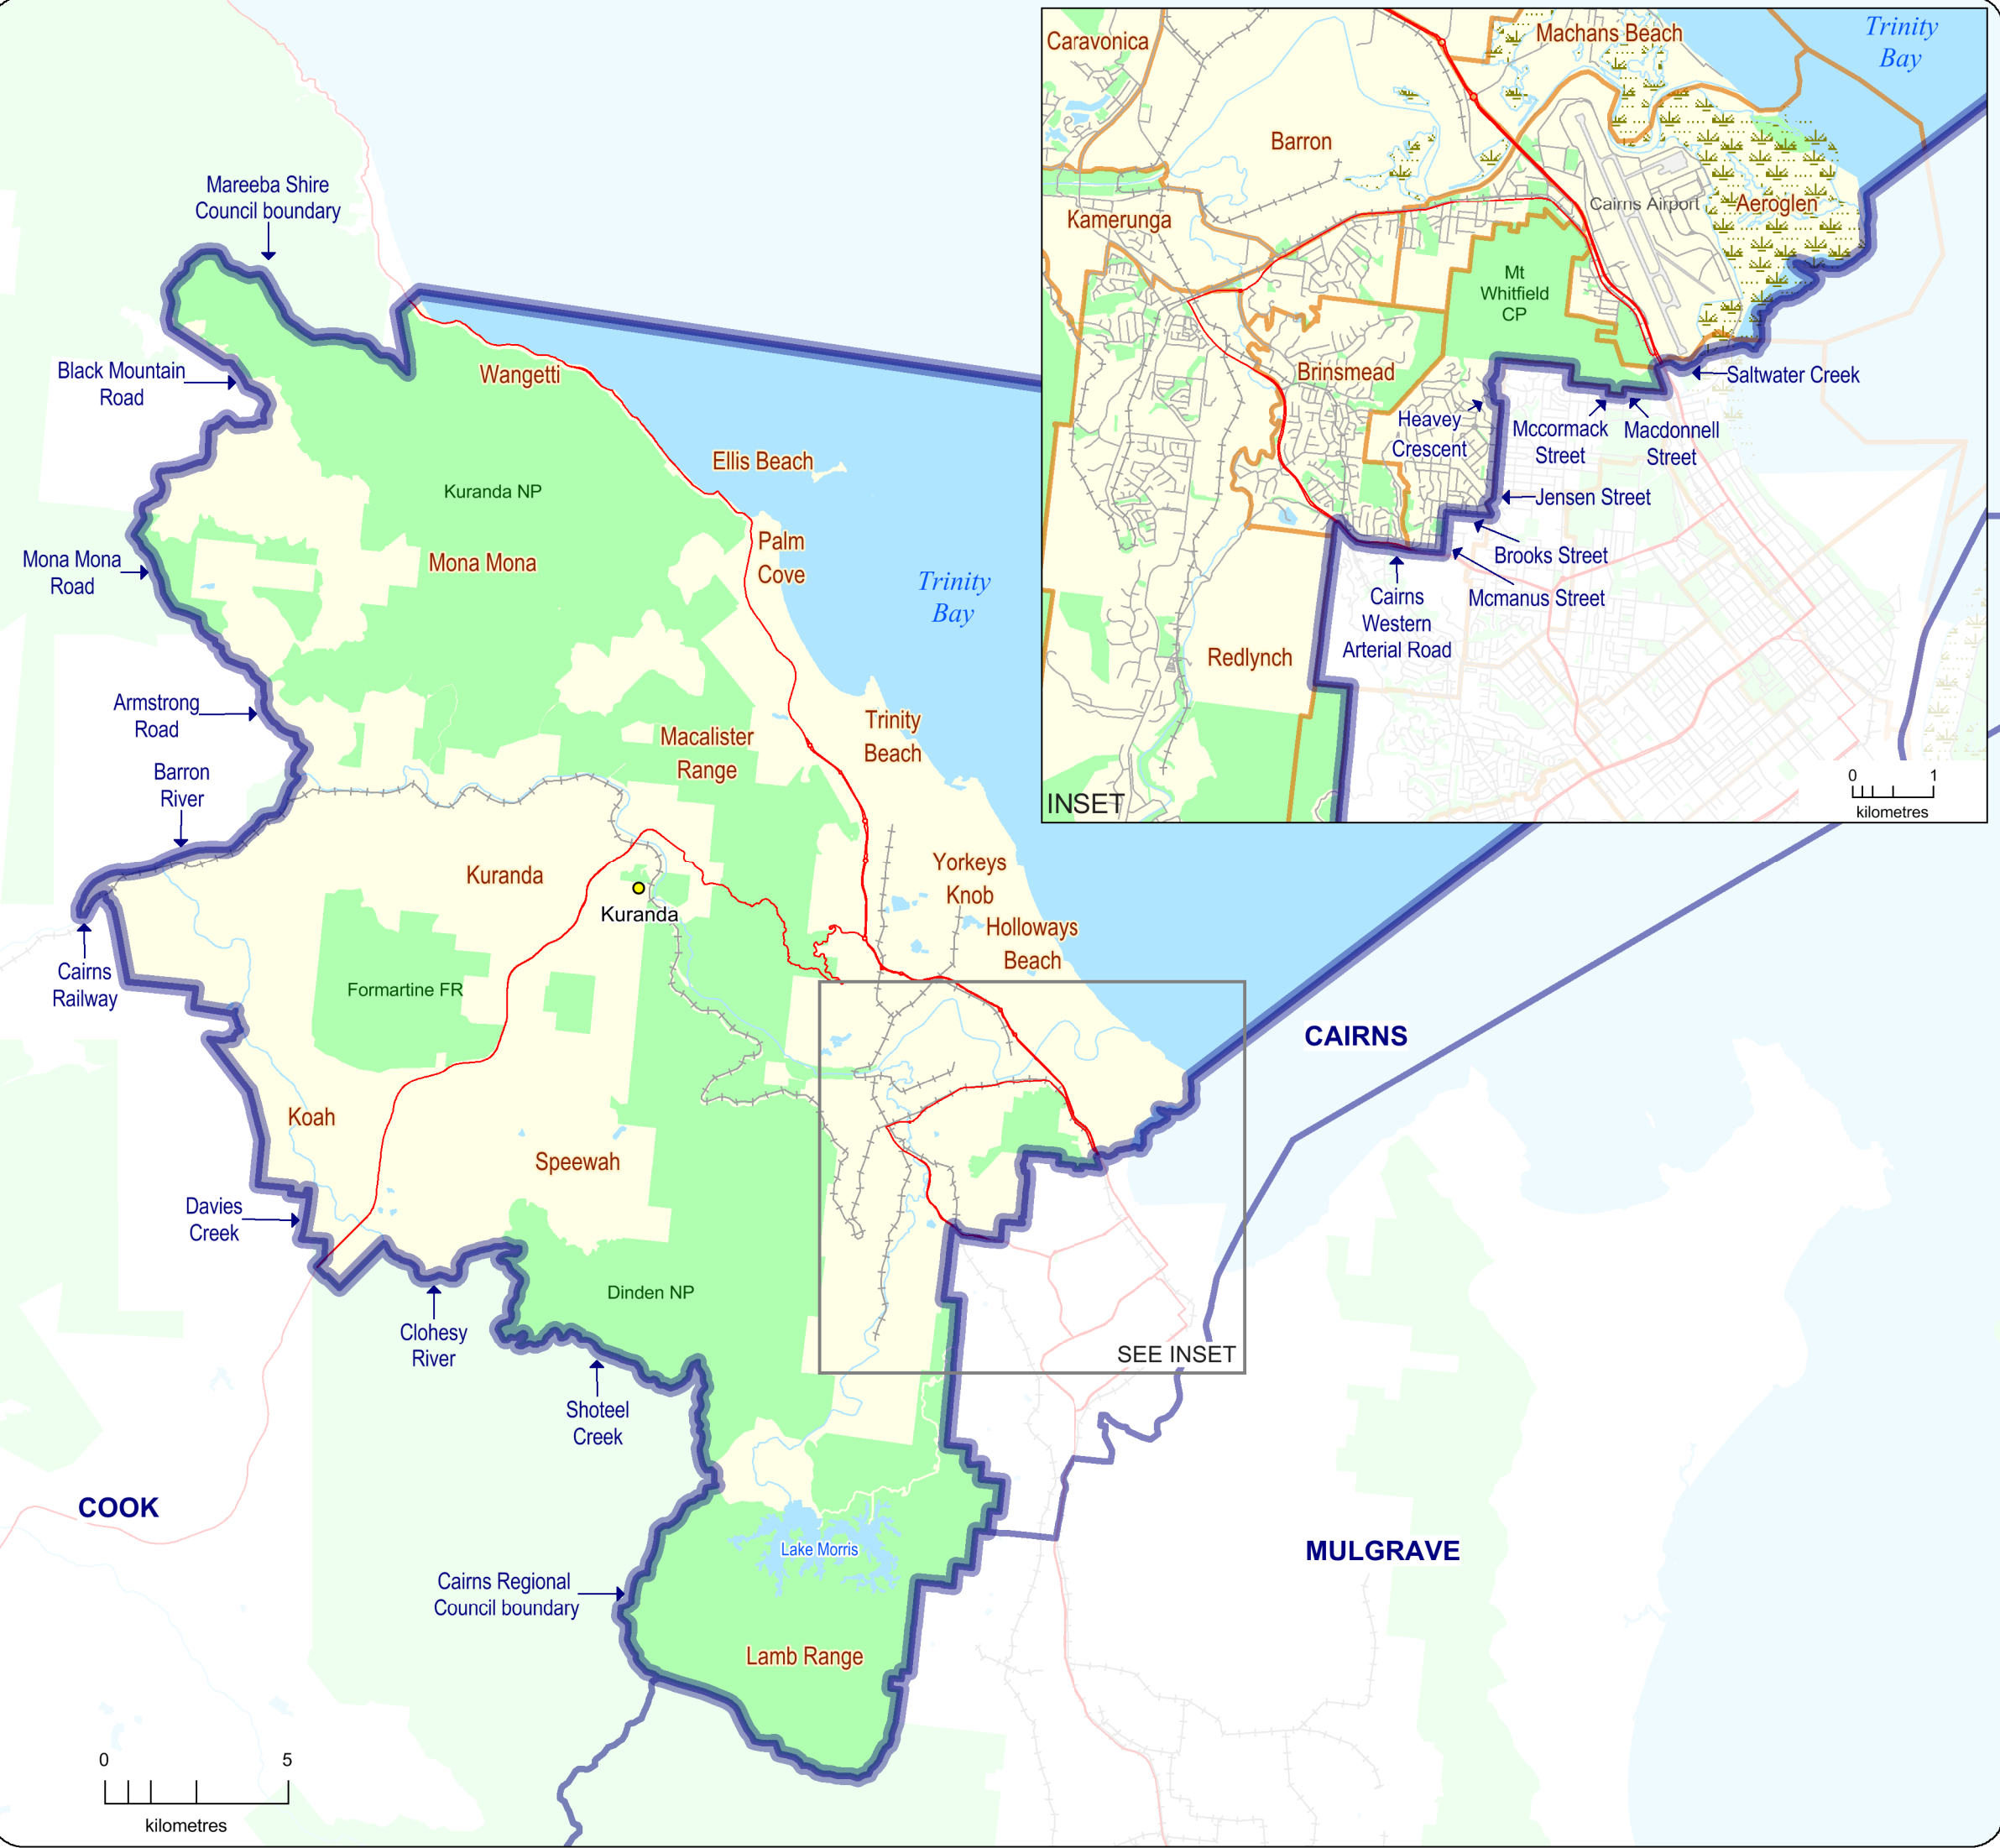 Mareeba Shire
Council boundary
Black Mountain
Road
Wangetti
Ellis Beach
Kuranda NP
Mona Mona
Palm
Cove
Mona Mona
Road
Trinity
Bay
Armstrong
Road
Macalister
Range
Trinity
Beach
Barron
River
Kuranda
Kuranda
Yorkeys
Knob
Holloways
Beach
Cairns
Railway
Formartine FR
CAIRNS
Koah
Speewah
Davies
Creek
Dinden NP
Clohesy
River
SEE INSET
Shoteel
Creek
COOK
Lake Morris
MULGRAVE
Cairns Regional
Council boundary
Lamb Range
0 5
kilometres
Caravonica
Machans Beach
Trinity
Bay
Barron
Kamerunga
Cairns Airport
Aeroglen
Mt
Whitfield
CP
Brinsmead
Saltwater Creek
Heavey
Crescent
Mccormack
Street
Macdonnell
Street
Jensen Street
Brooks Street
Mcmanus Street
Cairns
Western
Arterial Road
Redlynch
INSET
0 1
kilometres